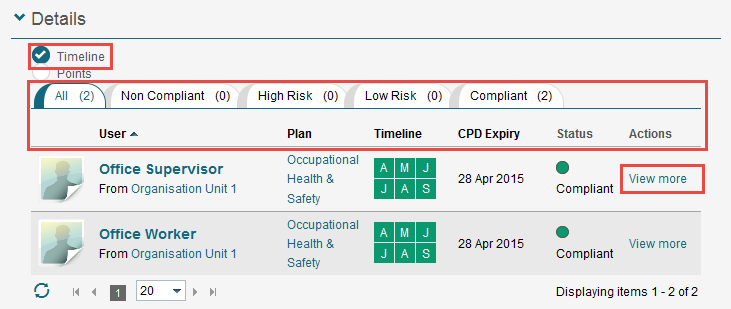 Details
Timeline
Points
All (2) Non Compliant (0) High Risk (0) Low Risk (0) Compliant (2)
User Plan Timeline CPD Expiry Status Actions
Office Supervisor
From Organisation Unit 1
Occupational
Health &
Safety
A M J
J A S
28 Apr 2015
Compliant
View more
Office Worker
From Organisation Unit 1
Occupational
Health &
Safety
A M J
J A S
28 Apr 2015
Compliant
View more
1 20 Displaying items 1 - 2 of 2